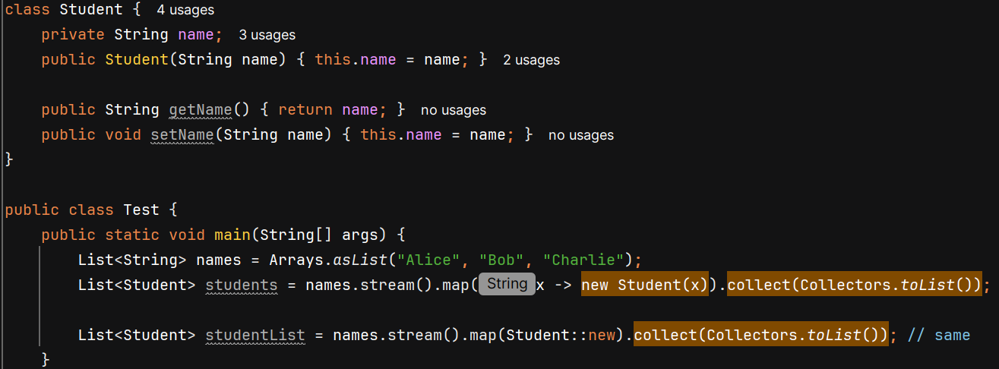 class Student {   4 usages
    private String name;   3 usages
    public Student(String name) { this.name = name; }   2 usages

    public String getName() { return name; }   no usages
    public void setName(String name) { this.name = name; }   no usages
}

public class Test {
    public static void main(String[] args) {
        List<String> names = Arrays.asList("Alice", "Bob", "Charlie");
        List<Student> students = names.stream().map( String x -> new Student(x)).collect(Collectors.toList());

        List<Student> studentList = names.stream().map(Student::new).collect(Collectors.toList()); // same
    }